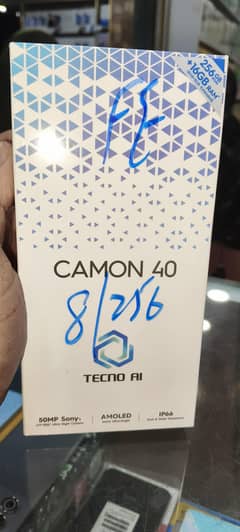 256GB
+16GB RAM*
FE
CAMON 40
8/256
TECNO AI
50MP Sony
AMOLED
IP66